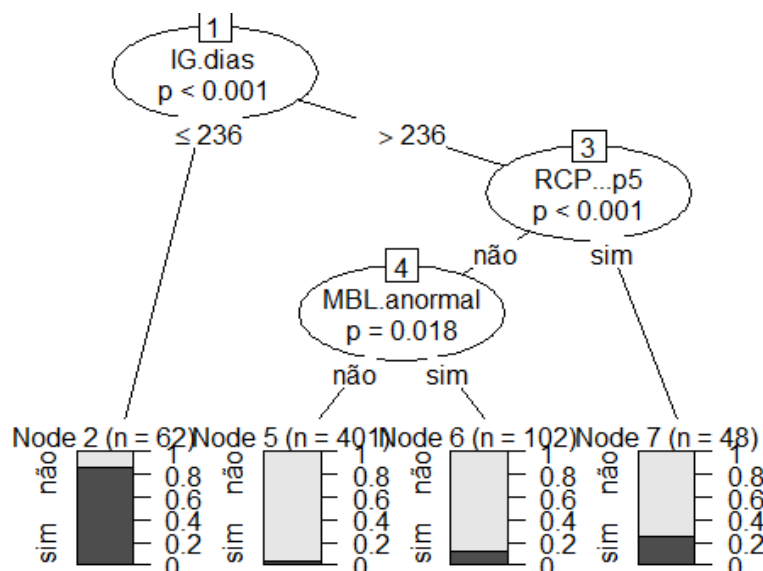 1
IG.dias
p < 0.001
≤ 236
> 236
3
RCP...p5
p < 0.001
não
sim
4
MBL.anormal
p = 0.018
não
sim
Node 2 (n = 62)
Node 5 (n = 401)
Node 6 (n = 102)
Node 7 (n = 48)
não
sim
1
0.8
0.6
0.4
0.2
0
não
sim
1
0.8
0.6
0.4
0.2
0
não
sim
1
0.8
0.6
0.4
0.2
0
não
sim
1
0.8
0.6
0.4
0.2
0